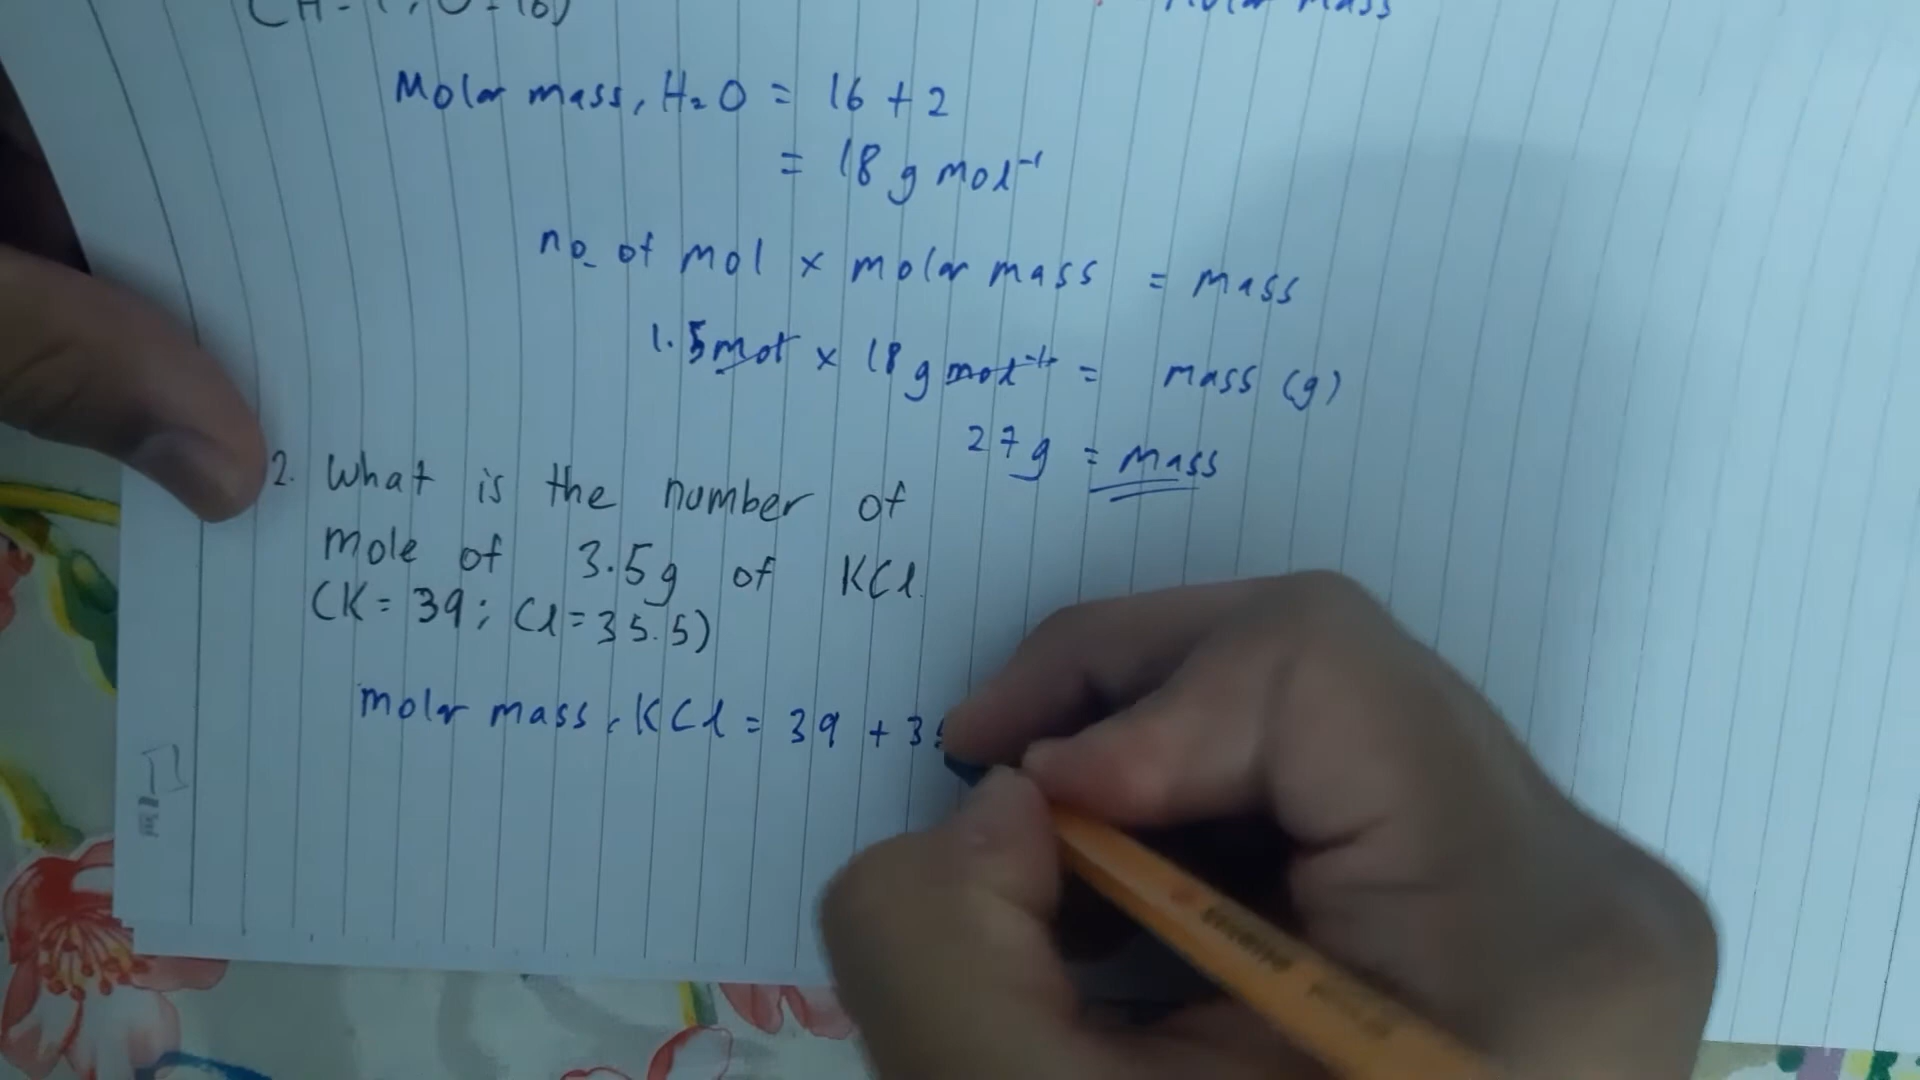 Molar mass, H₂O = 16 + 2
= 18 g mol⁻¹
no. of mol × molar mass = mass
1.5 mol × 18 g mol⁻¹ = mass (g)
27g = mass
2. What is the number of
mole of 3.5g of KCl.
(K = 39; Cl = 35.5)
molar mass, KCl = 39 + 35